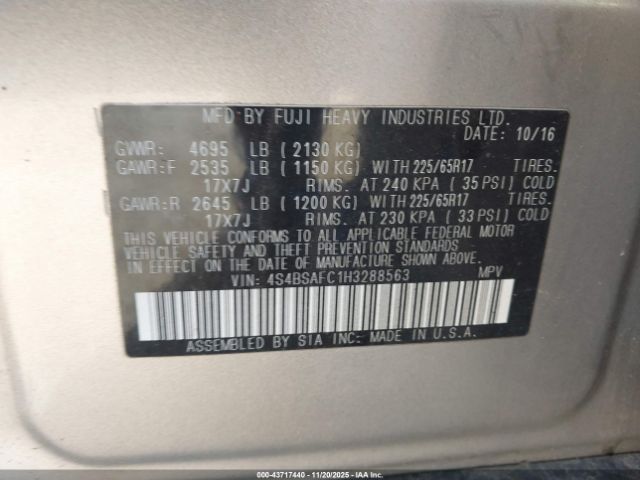 MFD BY FUJI HEAVY INDUSTRIES LTD.
DATE: 10/16
GVWR: 4695 LB ( 2130 KG)
GAWR:F 2535 LB ( 1150 KG) WITH 225/65R17 TIRES.
17X7J RIMS. AT 240 KPA ( 35 PSI) COLD
GAWR:R 2645 LB ( 1200 KG) WITH 225/65R17 TIRES.
17X7J RIMS. AT 230 KPA ( 33 PSI) COLD
THIS VEHICLE CONFORMS TO ALL APPLICABLE FEDERAL MOTOR
VEHICLE SAFETY AND THEFT PREVENTION STANDARDS
IN EFFECT ON THE DATE OF MANUFACTURE SHOWN ABOVE.
VIN: 4S4BSAFC1H3288563 MPV
ASSEMBLED BY SIA INC: MADE IN U.S.A.
© Copyright
000-43717440 - 11/20/2025 - IAA